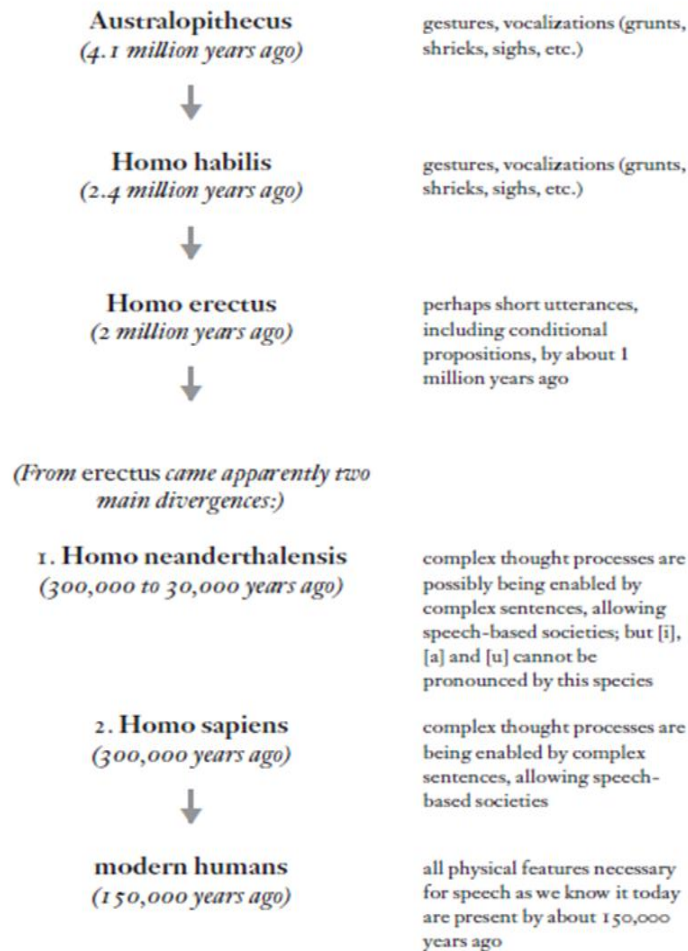 Australopithecus
(4.1 million years ago)
gestures, vocalizations (grunts,
shrieks, sighs, etc.)
Homo habilis
(2.4 million years ago)
gestures, vocalizations (grunts,
shrieks, sighs, etc.)
Homo erectus
(2 million years ago)
perhaps short utterances,
including conditional
propositions, by about 1
million years ago
(From erectus came apparently two
main divergences:)
1. Homo neanderthalensis
(300,000 to 30,000 years ago)
complex thought processes are
possibly being enabled by
complex sentences, allowing
speech-based societies; but [i],
[a] and [u] cannot be
pronounced by this species
2. Homo sapiens
(300,000 years ago)
complex thought processes are
being enabled by complex
sentences, allowing speech-
based societies
modern humans
(150,000 years ago)
all physical features necessary
for speech as we know it today
are present by about 150,000
years ago